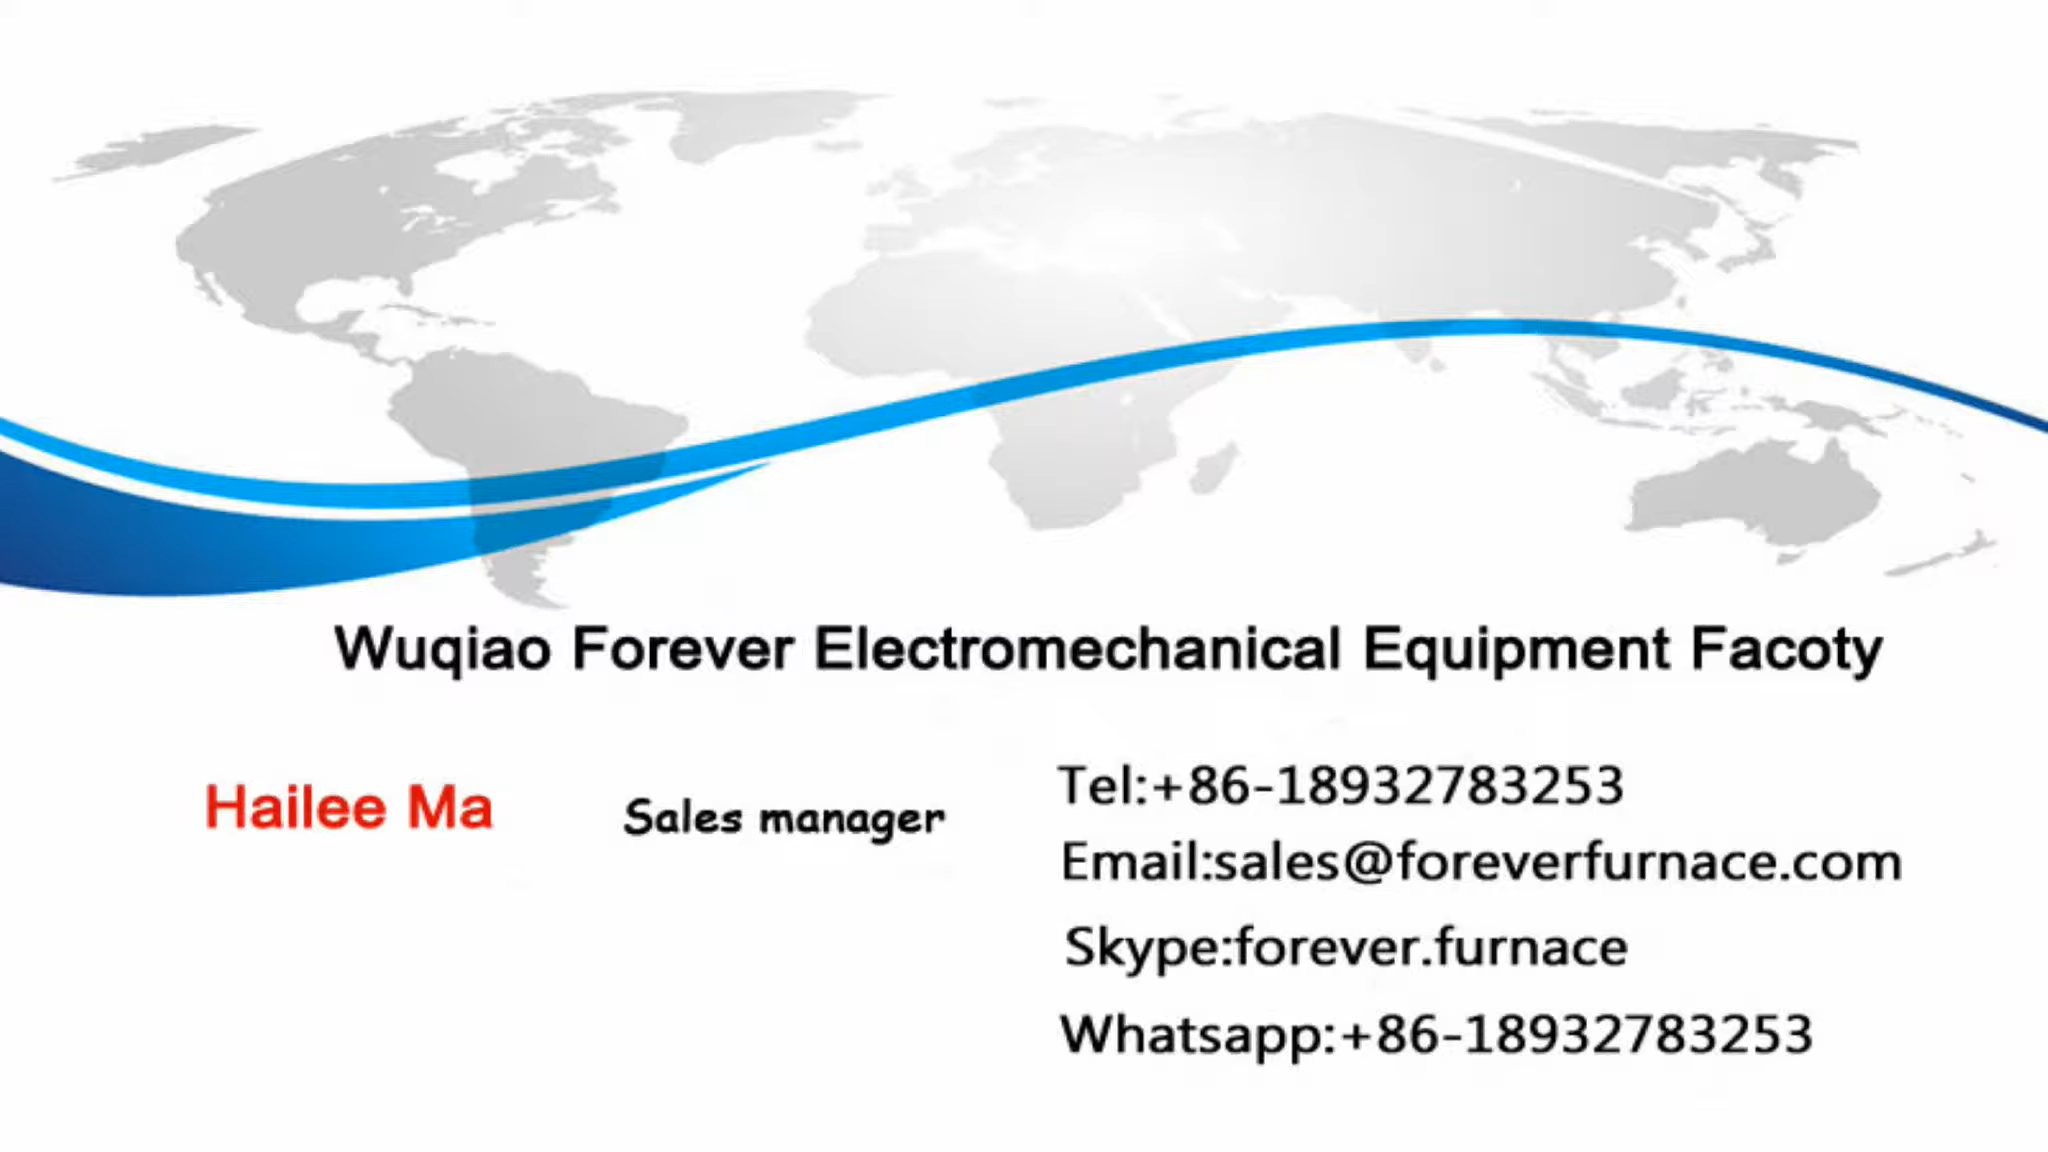 Wuqiao Forever Electromechanical Equipment Facoty
Hailee Ma
Sales manager
Tel:+86-18932783253
Email:sales@foreverfurnace.com
Skype:forever.furnace
Whatsapp:+86-18932783253